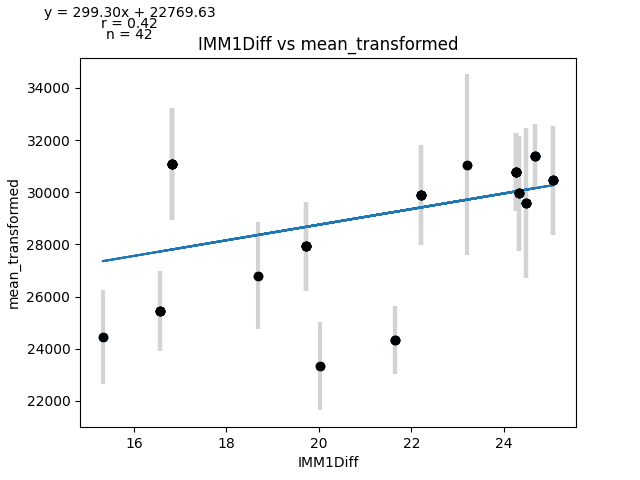 y = 299.30x + 22769.63
r = 0.42
n = 42
IMM1Diff vs mean_transformed
34000
32000
30000
28000
26000
24000
22000
mean_transformed
16 18 20 22 24
IMM1Diff